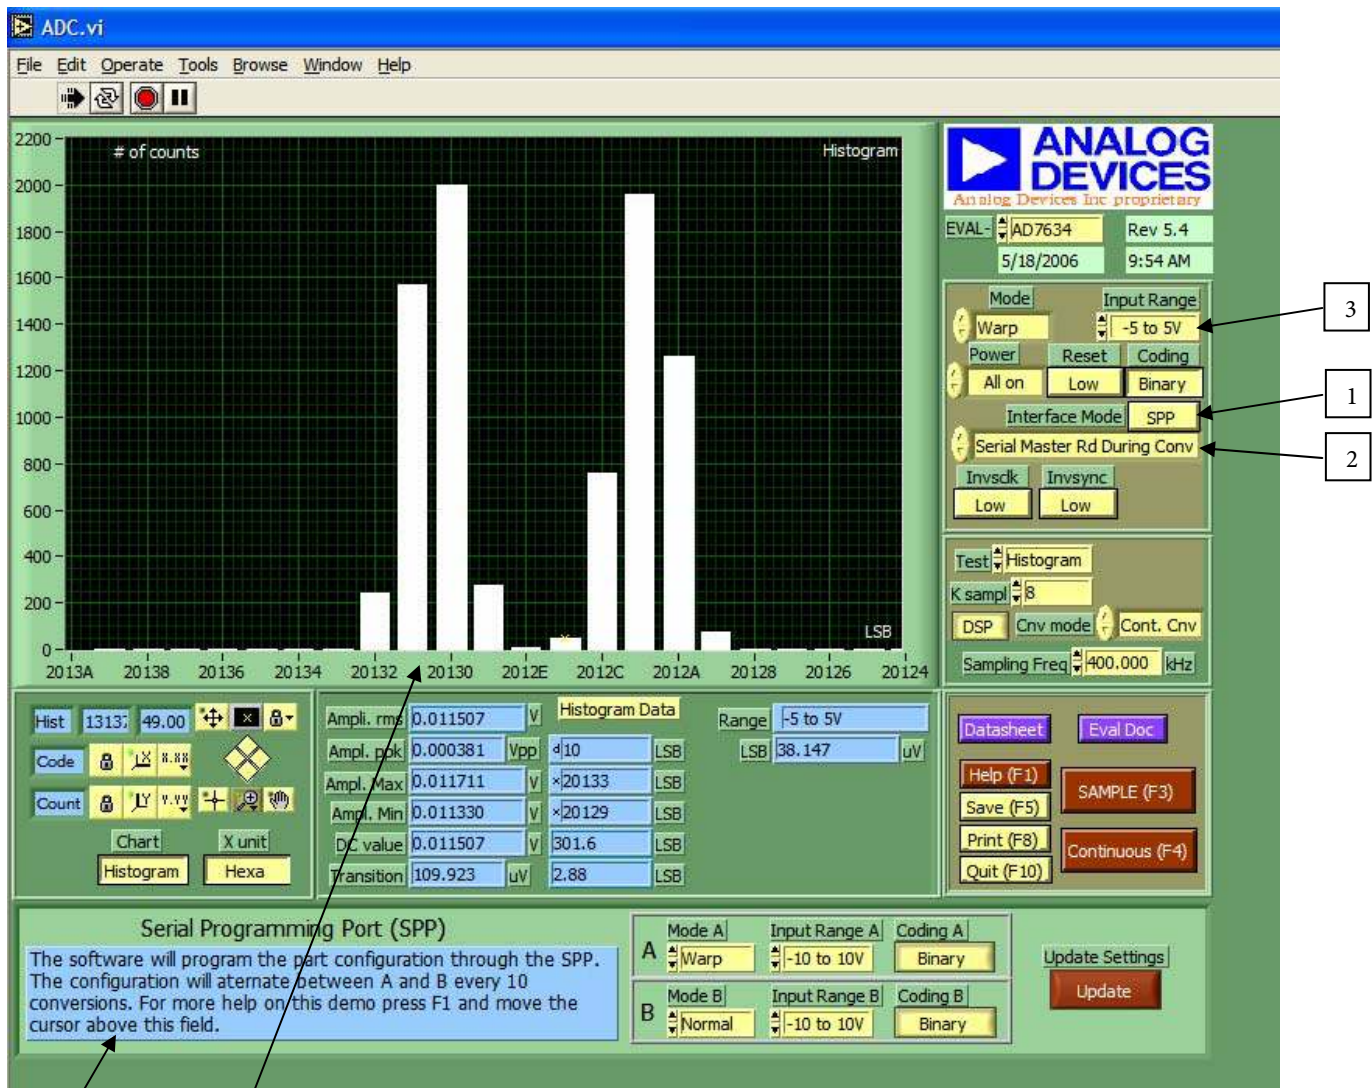 ADC.vi
File Edit Operate Tools Browse Window Help
2200
2000
1800
1600
1400
1200
1000
800
600
400
200
0
# of counts
Histogram
LSB
2013A 20138 20136 20134 20132 20130 2012E 2012C 2012A 20128 20126 20124
ANALOG
DEVICES
Analog Devices Inc proprietary
EVAL- AD7634 Rev 5.4
5/18/2006 9:54 AM
Mode Input Range
Warp -5 to 5V
Power Reset Coding
All on Low Binary
Interface Mode SPP
Serial Master Rd During Conv
Invsclk Invsync
Low Low
3
1
2
Test Histogram
K sampl 8
DSP Cnv mode Cont. Cnv
Sampling Freq 400.000 kHz
Hist 13137 49.00
Code
Count
Chart X unit
Histogram Hexa
Histogram Data
Ampli. rms 0.011507 V
Ampl. ppk 0.000381 Vpp d 10 LSB
Ampl. Max 0.011711 V x 20133 LSB
Ampl. Min 0.011330 V x 20129 LSB
DC value 0.011507 V 301.6 LSB
Transition 109.923 uV 2.88 LSB
Range -5 to 5V
LSB 38.147 uV
Datasheet Eval Doc
Help (F1)
Save (F5)
Print (F8)
Quit (F10)
SAMPLE (F3)
Continuous (F4)
Serial Programming Port (SPP)
The software will program the part configuration through the SPP.
The configuration will aternate between A and B every 10
conversions. For more help on this demo press F1 and move the
cursor above this field.
A Mode A Input Range A Coding A
Warp -10 to 10V Binary
B Mode B Input Range B Coding B
Normal -10 to 10V Binary
Update Settings
Update